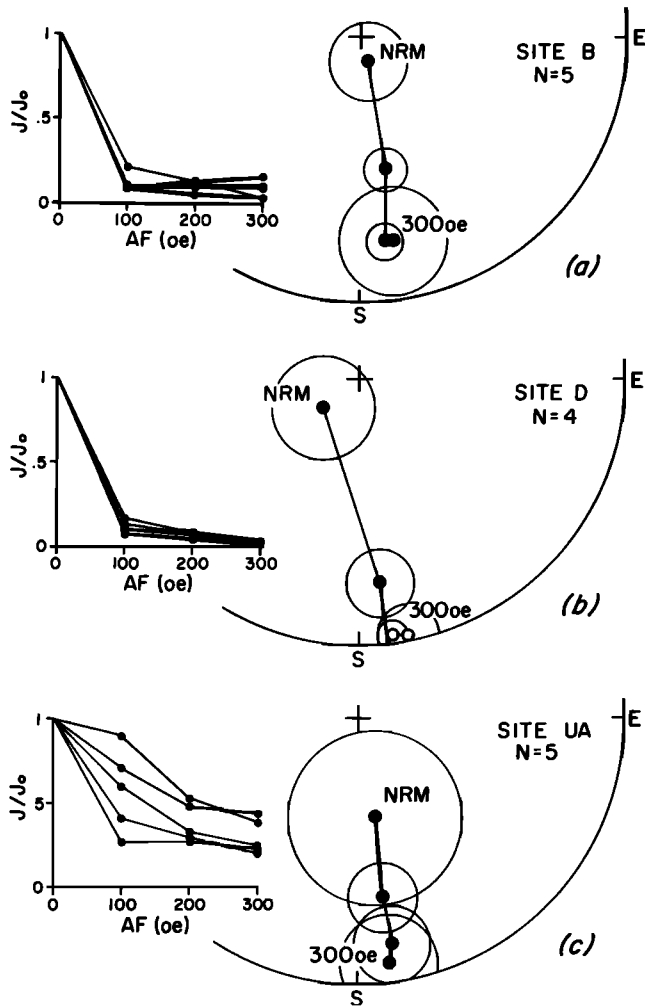 1
.5
0
J/J₀
0 100 200 300
AF (oe)
NRM
300oe
E
S
SITE B
N=5
(a)
1
.5
0
J/J₀
0 100 200 300
AF (oe)
NRM
300oe
E
S
SITE D
N=4
(b)
1
.5
0
J/J₀
0 100 200 300
AF (oe)
NRM
300oe
E
S
SITE UA
N=5
(c)